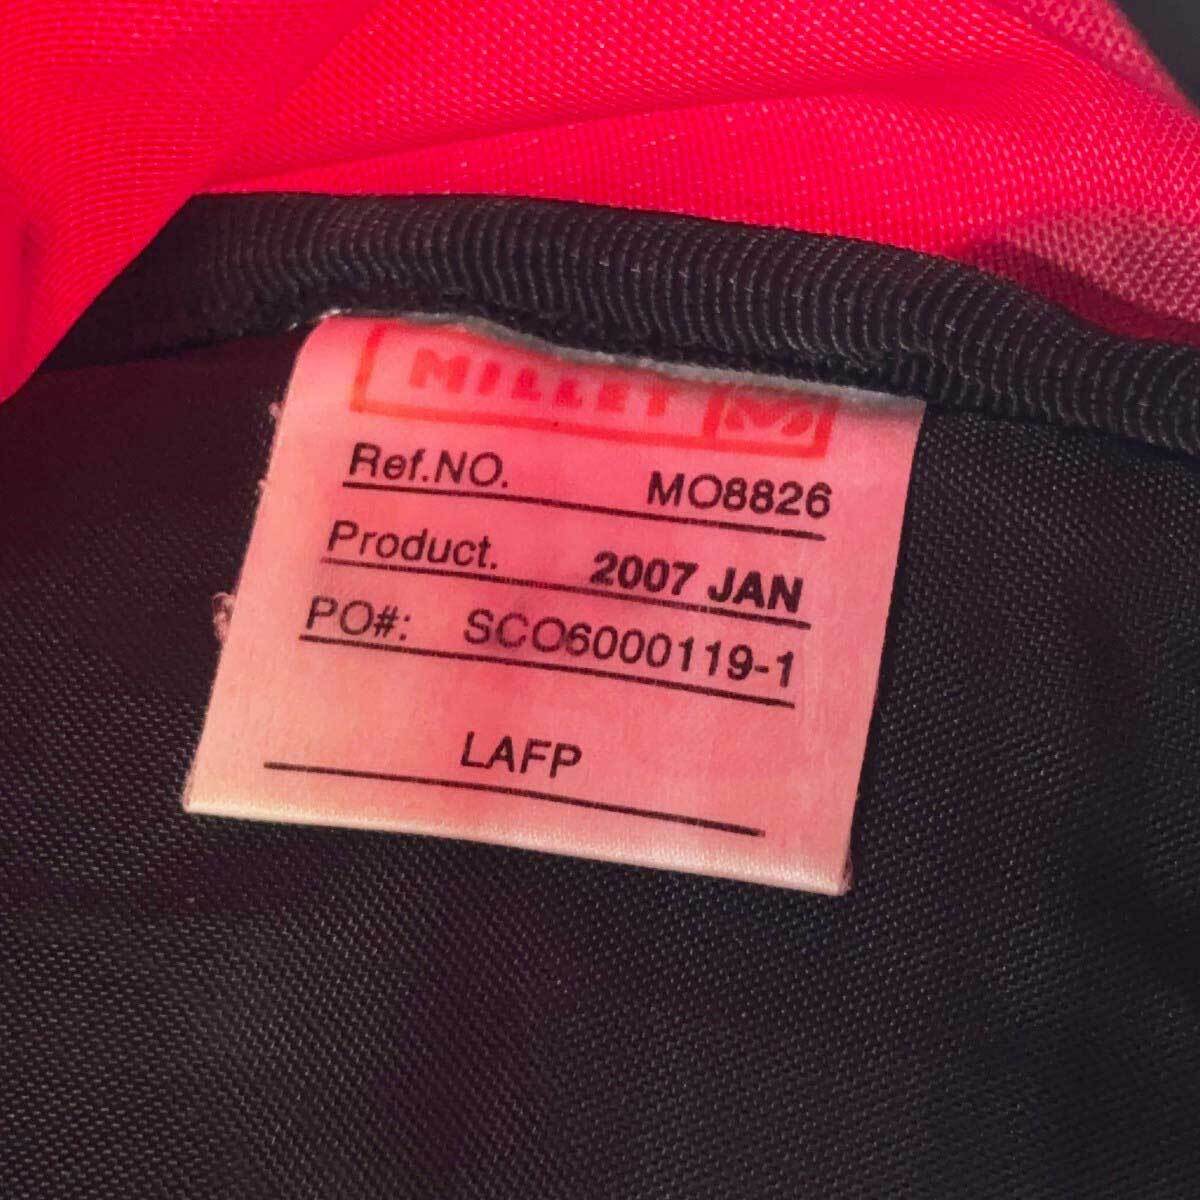 MILLET
Ref.NO. MO8826
Product. 2007 JAN
PO#: SCO6000119-1
LAFP